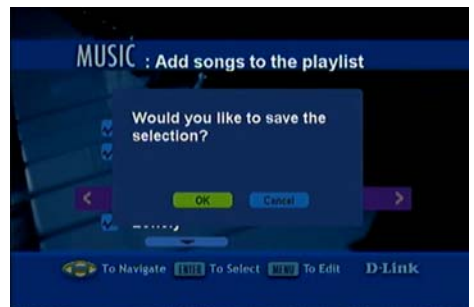 MUSIC : Add songs to the playlist
Would you like to save the
selection?
OK Cancel
To Navigate ENTER To Select MENU To Edit D-Link